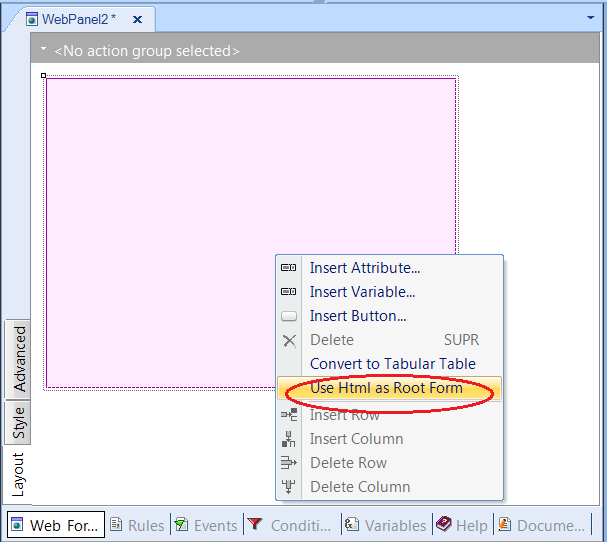 WebPanel2 *
<No action group selected>
Insert Attribute...
Insert Variable...
Insert Button...
Delete SUPR
Convert to Tabular Table
Use Html as Root Form
Insert Row
Insert Column
Delete Row
Delete Column
Advanced
Style
Layout
Web For... Rules Events Conditi... Variables Help Docume...